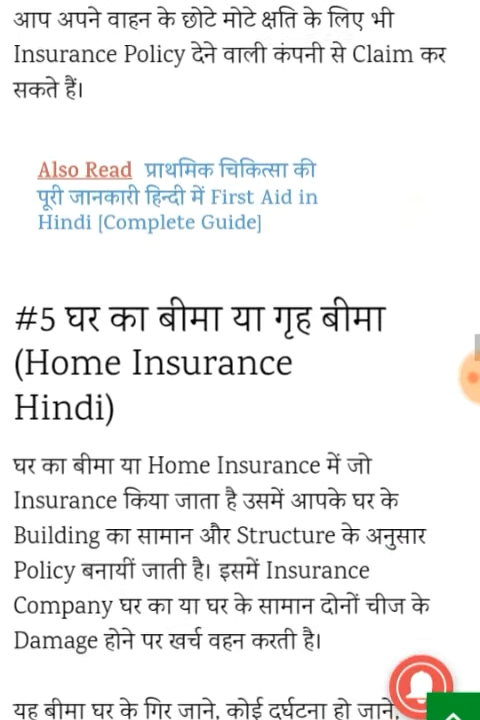 आप अपने वाहन के छोटे मोटे क्षति के लिए भी
Insurance Policy देने वाली कंपनी से Claim कर
सकते हैं।
Also Read प्राथमिक चिकित्सा की
पूरी जानकारी हिन्दी में First Aid in
Hindi [Complete Guide]
#5 घर का बीमा या गृह बीमा
(Home Insurance
Hindi)
घर का बीमा या Home Insurance में जो
Insurance किया जाता है उसमें आपके घर के
Building का सामान और Structure के अनुसार
Policy बनायीं जाती है। इसमें Insurance
Company घर का या घर के सामान दोनों चीज के
Damage होने पर खर्च वहन करती है।
यह बीमा घर के गिर जाने, कोई दुर्घटना हो जाने,